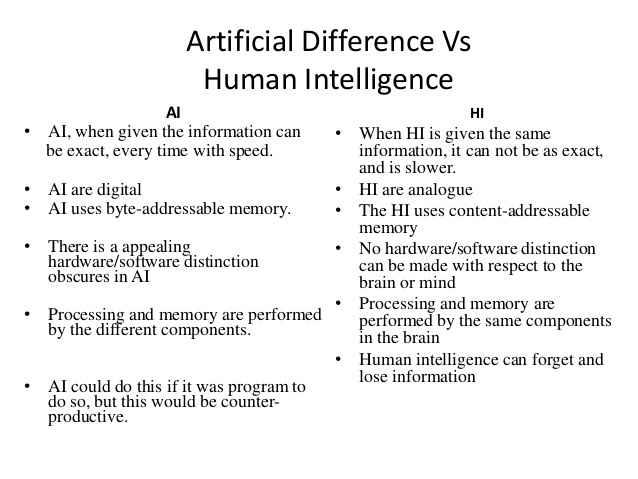 Artificial Difference Vs
Human Intelligence
AI
• AI, when given the information can
be exact, every time with speed.
• AI are digital
• AI uses byte-addressable memory.
• There is a appealing
hardware/software distinction
obscures in AI
• Processing and memory are performed
by the different components.
• AI could do this if it was program to
do so, but this would be counter-
productive.
HI
• When HI is given the same
information, it can not be as exact,
and is slower.
• HI are analogue
• The HI uses content-addressable
memory
• No hardware/software distinction
can be made with respect to the
brain or mind
• Processing and memory are
performed by the same components
in the brain
• Human intelligence can forget and
lose information